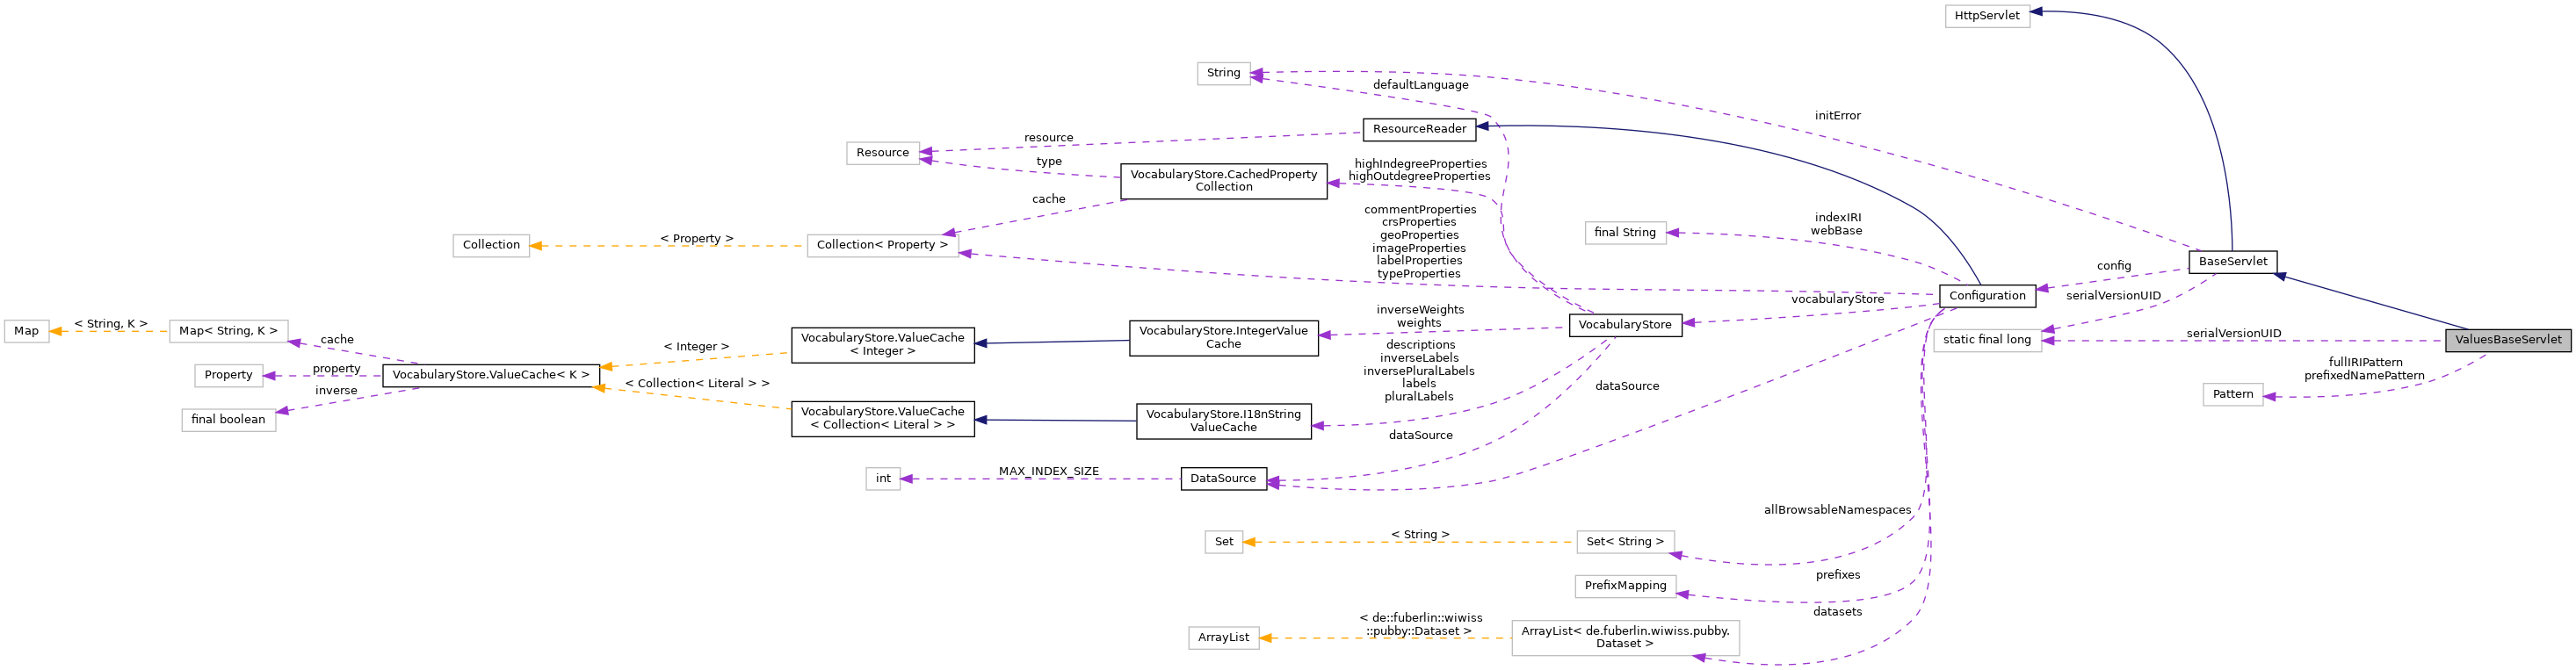 HttpServlet
String
defaultLanguage
initError
ResourceReader
resource
Resource
type
VocabularyStore.CachedProperty
Collection
highIndegreeProperties
highOutdegreeProperties
cache
commentProperties
crsProperties
geoProperties
imageProperties
labelProperties
typeProperties
indexIRI
webBase
final String
Collection
< Property >
Collection< Property >
BaseServlet
config
serialVersionUID
Configuration
vocabularyStore
inverseWeights
weights
VocabularyStore
Map
< String, K >
Map< String, K >
cache
VocabularyStore.ValueCache
< Integer >
VocabularyStore.IntegerValue
Cache
< Integer >
static final long
serialVersionUID
ValuesBaseServlet
Property
property
VocabularyStore.ValueCache< K >
inverse
final boolean
< Collection< Literal > >
VocabularyStore.ValueCache
< Collection< Literal > >
VocabularyStore.I18nString
ValueCache
descriptions
inverseLabels
inversePluralLabels
labels
pluralLabels
dataSource
fullIRIPattern
prefixedNamePattern
Pattern
dataSource
int
MAX_INDEX_SIZE
DataSource
allBrowsableNamespaces
Set
< String >
Set< String >
prefixes
PrefixMapping
datasets
ArrayList
< de::fuberlin::wiwiss
::pubby::Dataset >
ArrayList< de.fuberlin.wiwiss.pubby.
Dataset >